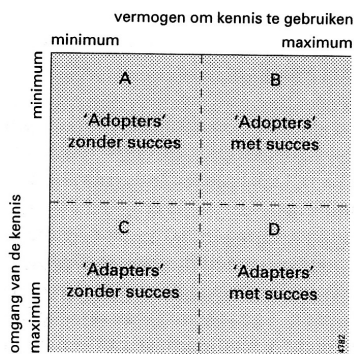 vermogen om kennis te gebruiken
minimum
maximum
minimum
omgang van de kennis
maximum
A
'Adopters'
zonder succes
B
'Adopters'
met succes
C
'Adapters'
zonder succes
D
'Adapters'
met succes
4782